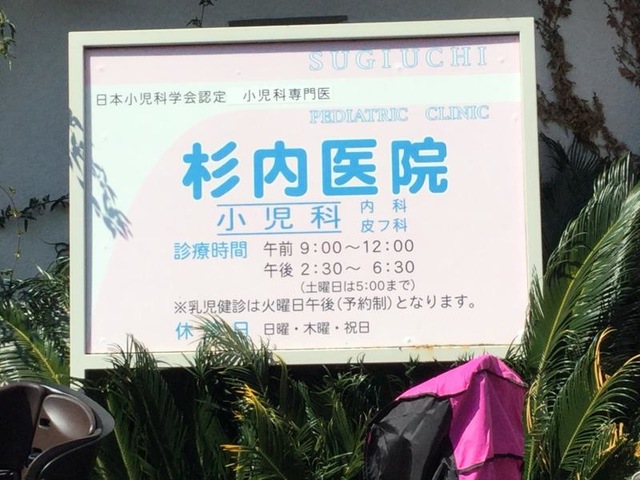 SUGIUCHI
日本小児科学会認定 小児科専門医
PEDIATRIC CLINIC
杉内医院
小児科 内科
皮フ科
診療時間 午前 9:00〜12:00
午後 2:30〜 6:30
(土曜日は5:00まで)
※乳児健診は火曜日午後(予約制)となります。
休 日 日曜・木曜・祝日